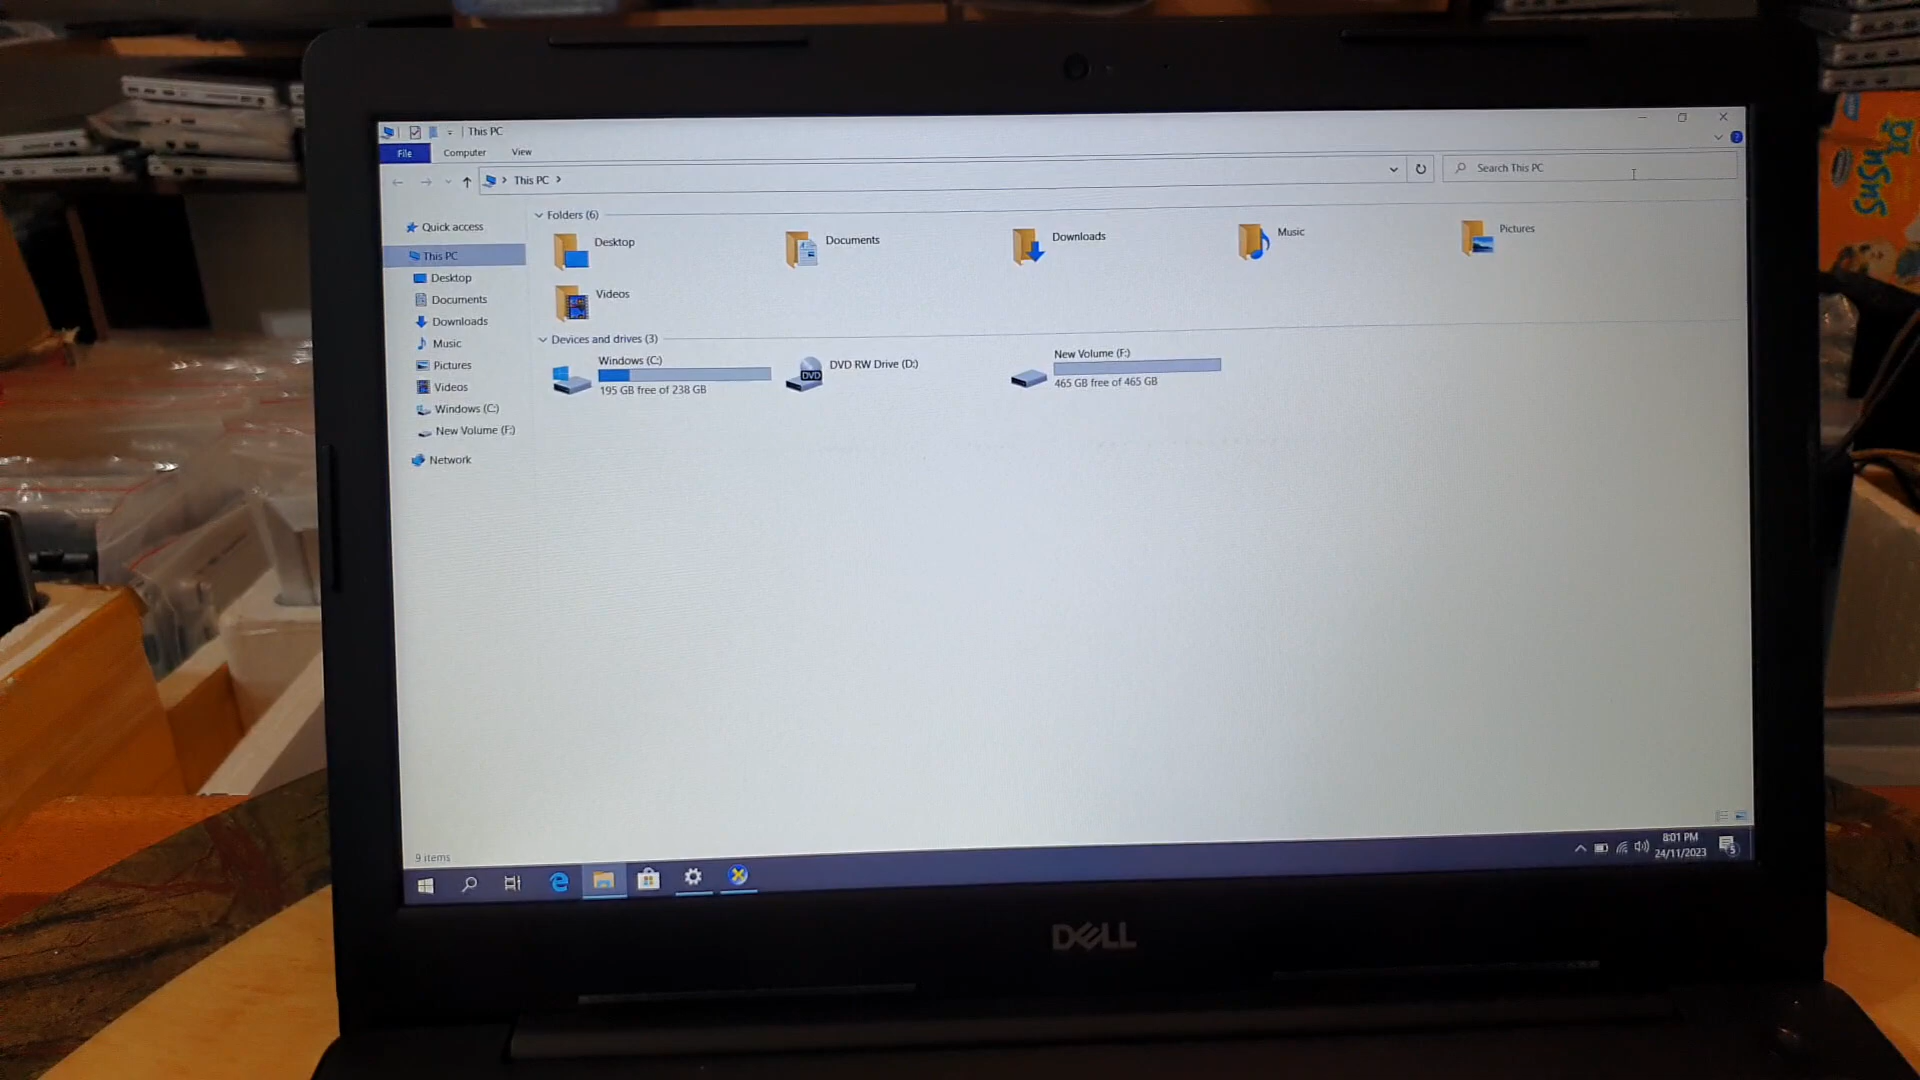 This PC
File Computer View
This PC
Search This PC
Quick access
This PC
Desktop
Documents
Downloads
Music
Pictures
Videos
Windows (C:)
New Volume (F:)
Network
Folders (6)
Desktop
Documents
Downloads
Music
Pictures
Videos
Devices and drives (3)
Windows (C:)
195 GB free of 238 GB
DVD RW Drive (D:)
New Volume (F:)
465 GB free of 465 GB
9 items
8:01 PM
24/11/2023
5
DELL